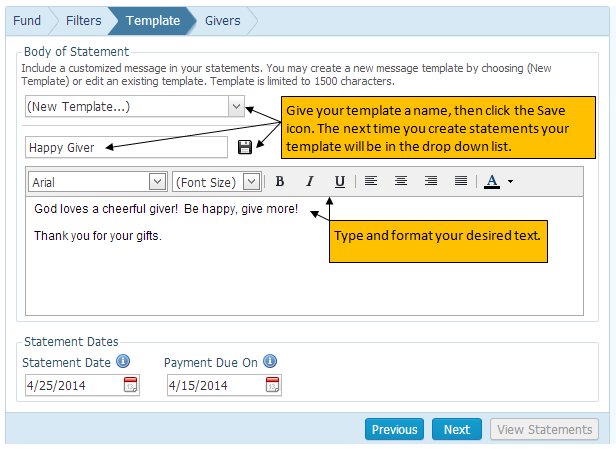 Fund Filters Template Givers
Body of Statement
Include a customized message in your statements. You may create a new message template by choosing (New
Template) or edit an existing template. Template is limited to 1500 characters.
(New Template...)
Give your template a name, then click the Save
icon. The next time you create statements your
template will be in the drop down list.
Happy Giver
Arial (Font Size) B I U A
God loves a cheerful giver! Be happy, give more!
Thank you for your gifts.
Type and format your desired text.
Statement Dates
Statement Date i Payment Due On i
4/25/2014 4/15/2014
Previous Next View Statements